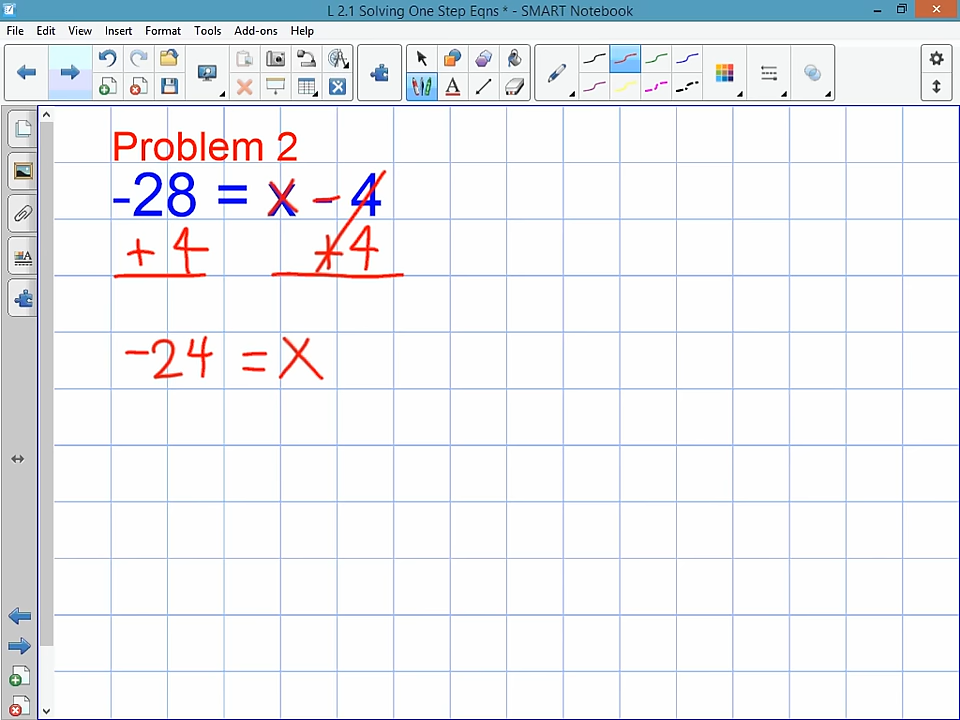 L 2.1 Solving One Step Eqns * - SMART Notebook
File Edit View Insert Format Tools Add-ons Help
Problem 2
-28 = x - 4
+ 4 + 4
-24 = x